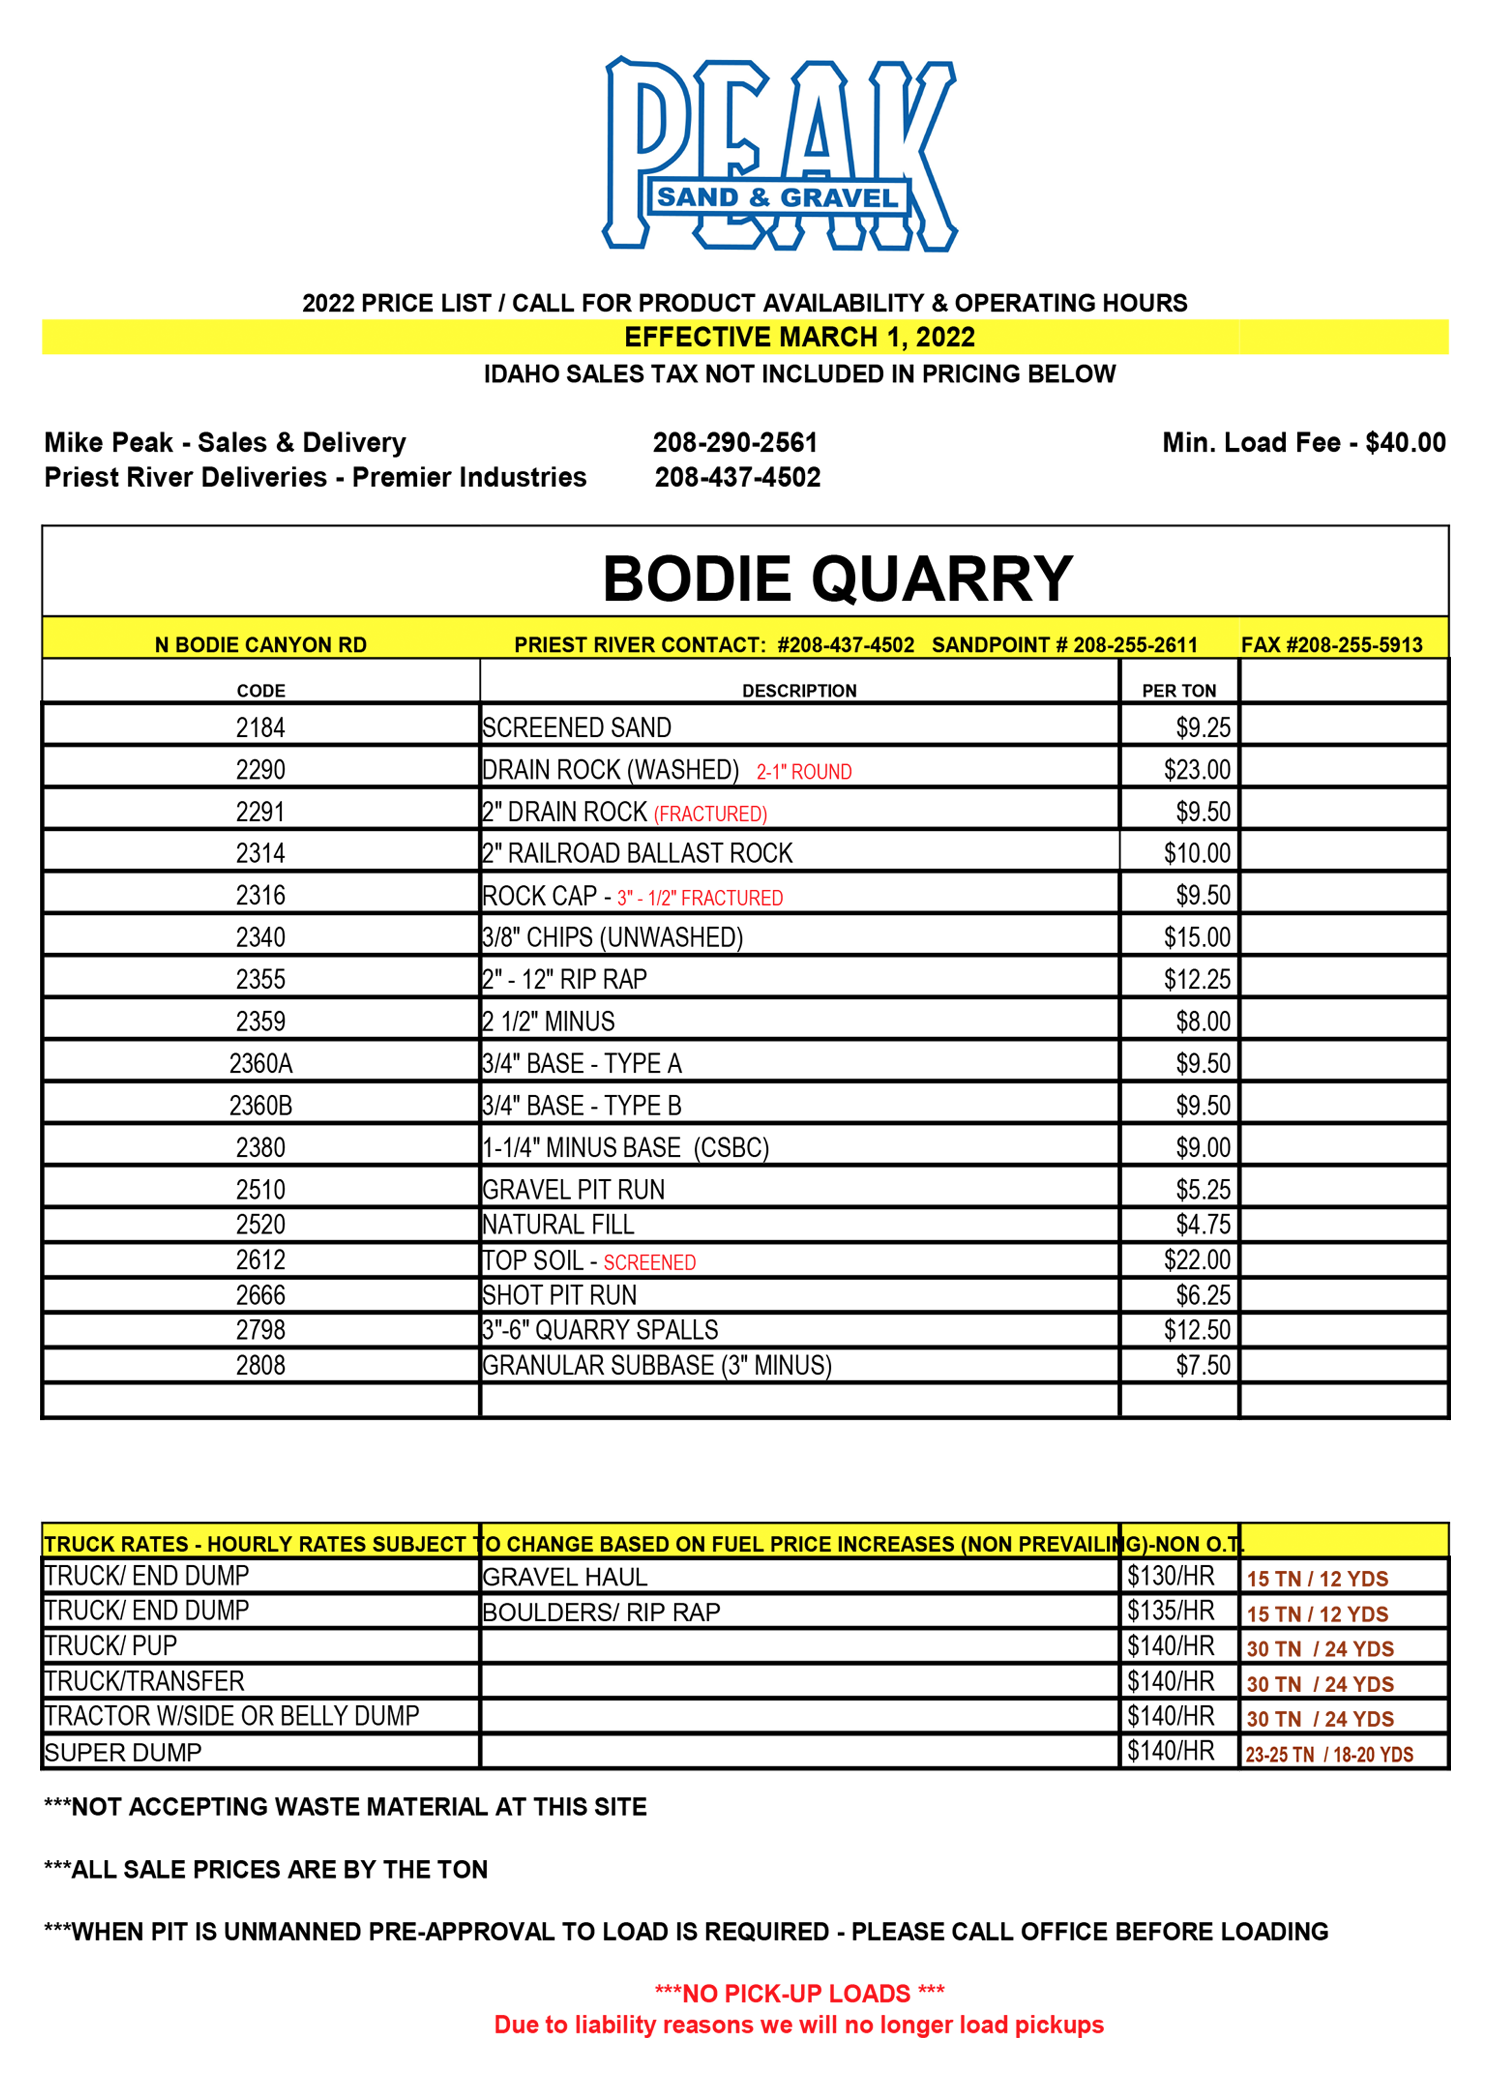 PEAK
SAND & GRAVEL
2022 PRICE LIST / CALL FOR PRODUCT AVAILABILITY & OPERATING HOURS
EFFECTIVE MARCH 1, 2022
IDAHO SALES TAX NOT INCLUDED IN PRICING BELOW
Mike Peak - Sales & Delivery 208-290-2561 Min. Load Fee - $40.00
Priest River Deliveries - Premier Industries 208-437-4502
BODIE QUARRY
N BODIE CANYON RD PRIEST RIVER CONTACT: #208-437-4502 SANDPOINT # 208-255-2611 FAX #208-255-5913
CODE DESCRIPTION PER TON
2184 SCREENED SAND $9.25
2290 DRAIN ROCK (WASHED) 2-1" ROUND $23.00
2291 2" DRAIN ROCK (FRACTURED) $9.50
2314 2" RAILROAD BALLAST ROCK $10.00
2316 ROCK CAP - 3" - 1/2" FRACTURED $9.50
2340 3/8" CHIPS (UNWASHED) $15.00
2355 2" - 12" RIP RAP $12.25
2359 2 1/2" MINUS $8.00
2360A 3/4" BASE - TYPE A $9.50
2360B 3/4" BASE - TYPE B $9.50
2380 1-1/4" MINUS BASE (CSBC) $9.00
2510 GRAVEL PIT RUN $5.25
2520 NATURAL FILL $4.75
2612 TOP SOIL - SCREENED $22.00
2666 SHOT PIT RUN $6.25
2798 3"-6" QUARRY SPALLS $12.50
2808 GRANULAR SUBBASE (3" MINUS) $7.50
TRUCK RATES - HOURLY RATES SUBJECT TO CHANGE BASED ON FUEL PRICE INCREASES (NON PREVAILING)-NON O.T.
TRUCK/ END DUMP GRAVEL HAUL $130/HR 15 TN / 12 YDS
TRUCK/ END DUMP BOULDERS/ RIP RAP $135/HR 15 TN / 12 YDS
TRUCK/ PUP $140/HR 30 TN / 24 YDS
TRUCK/TRANSFER $140/HR 30 TN / 24 YDS
TRACTOR W/SIDE OR BELLY DUMP $140/HR 30 TN / 24 YDS
SUPER DUMP $140/HR 23-25 TN / 18-20 YDS
***NOT ACCEPTING WASTE MATERIAL AT THIS SITE
***ALL SALE PRICES ARE BY THE TON
***WHEN PIT IS UNMANNED PRE-APPROVAL TO LOAD IS REQUIRED - PLEASE CALL OFFICE BEFORE LOADING
***NO PICK-UP LOADS ***
Due to liability reasons we will no longer load pickups